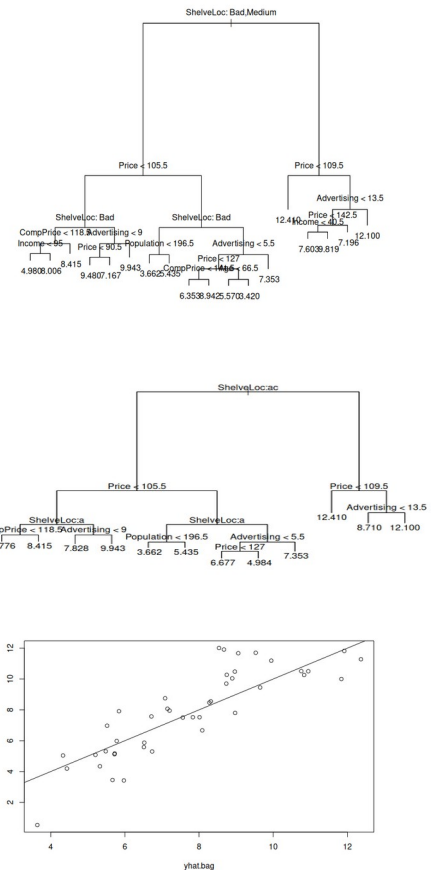 ShelveLoc: Bad,Medium
Price < 105.5
Price < 109.5
ShelveLoc: Bad
ShelveLoc: Bad
12.410
Advertising < 13.5
CompPrice < 118.5
Advertising < 9
Population < 196.5
Advertising < 5.5
Price < 142.5
12.100
Income < 95
8.415
Price < 90.5
9.943
3.662
5.435
Price < 127
7.353
Income < 40.5
7.196
4.980
8.006
9.480
7.167
CompPrice <
< 66.5
7.603
9.819
6.353
8.942
5.570
3.420
ShelveLoc:ac
Price < 105.5
Price < 109.5
ShelveLoc:a
ShelveLoc:a
12.410
Advertising < 13.5
pPrice < 118.5
Advertising < 9
Population < 196.5
Advertising < 5.5
8.710
12.100
776
8.415
7.828
9.943
3.662
5.435
Price < 127
7.353
6.677
4.984
12
10
8
6
4
2
4 6 8 10 12
yhat.bag